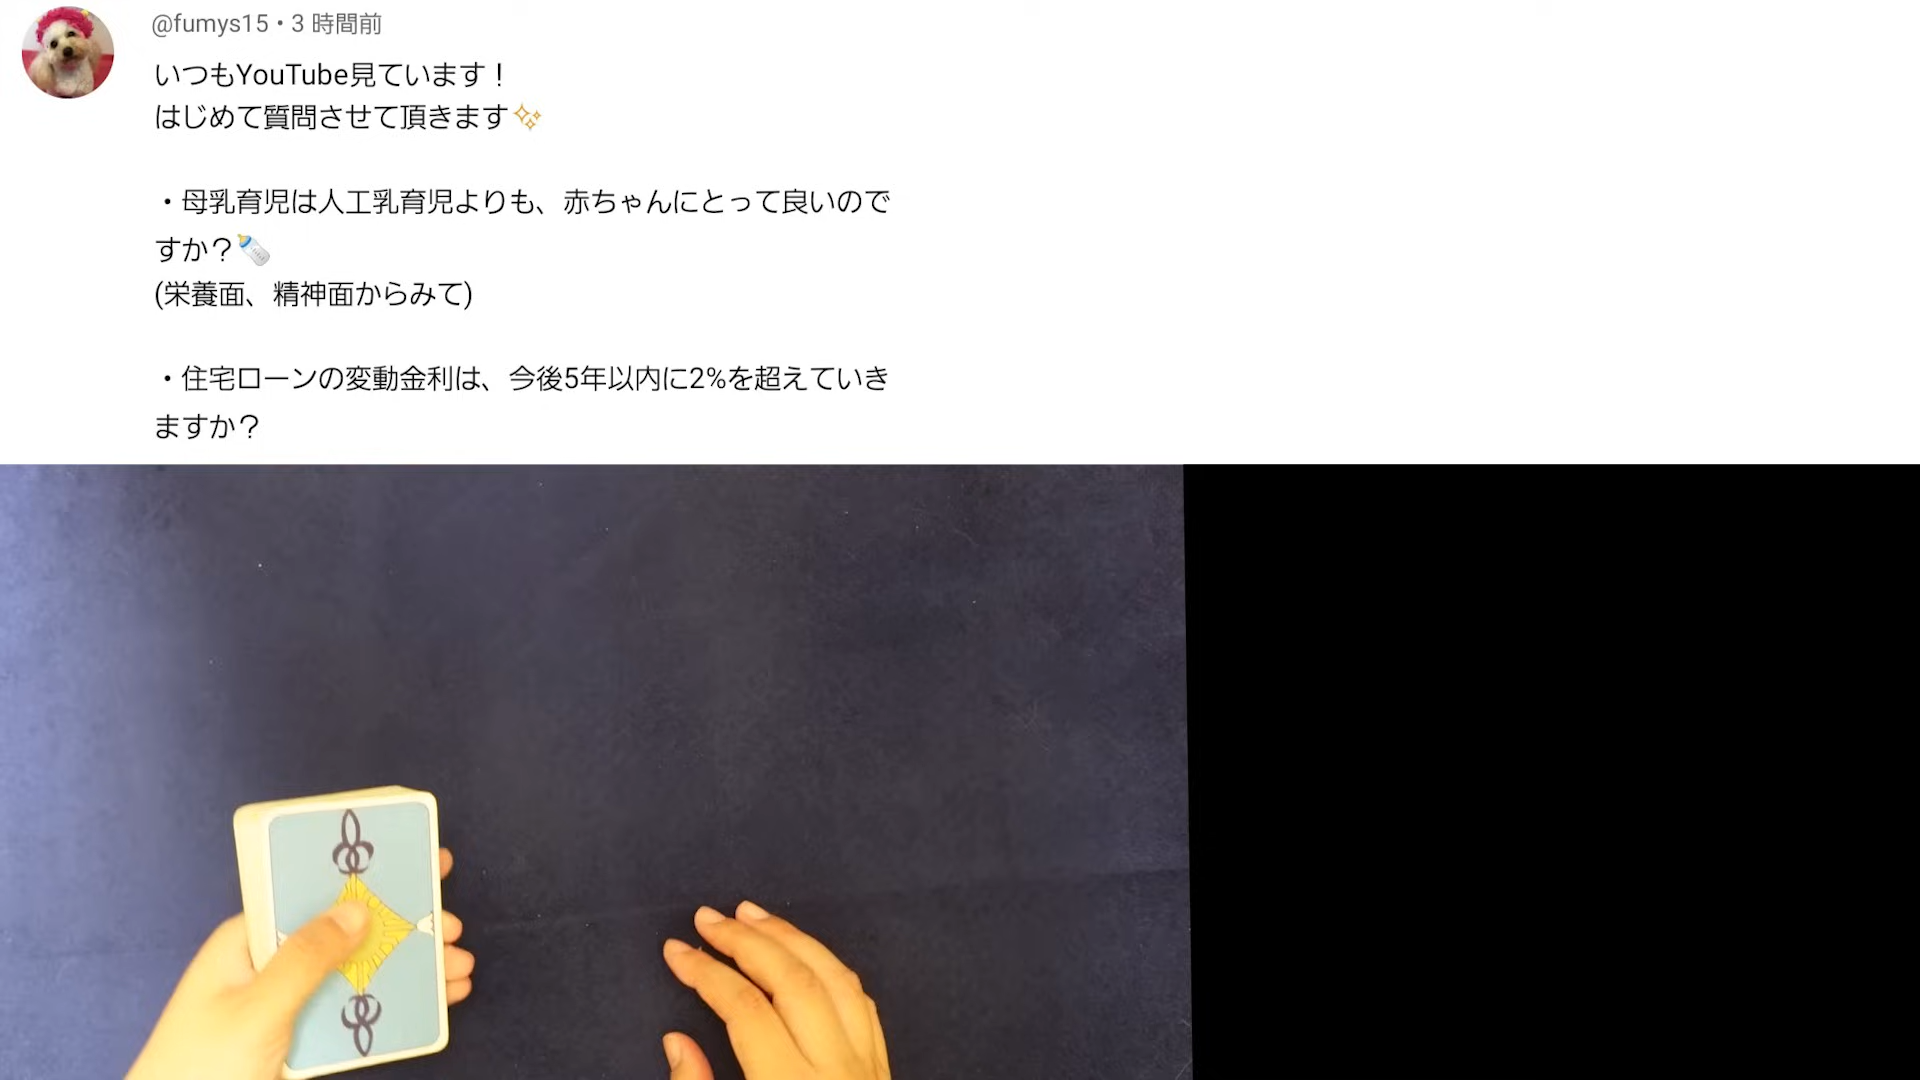 @fumys15・3 時間前
いつもYouTube見ています！
はじめて質問させて頂きます✨
・母乳育児は人工乳育児よりも、赤ちゃんにとって良いので
すか？🍼
(栄養面、精神面からみて)
・住宅ローンの変動金利は、今後5年以内に2%を超えていき
ますか？